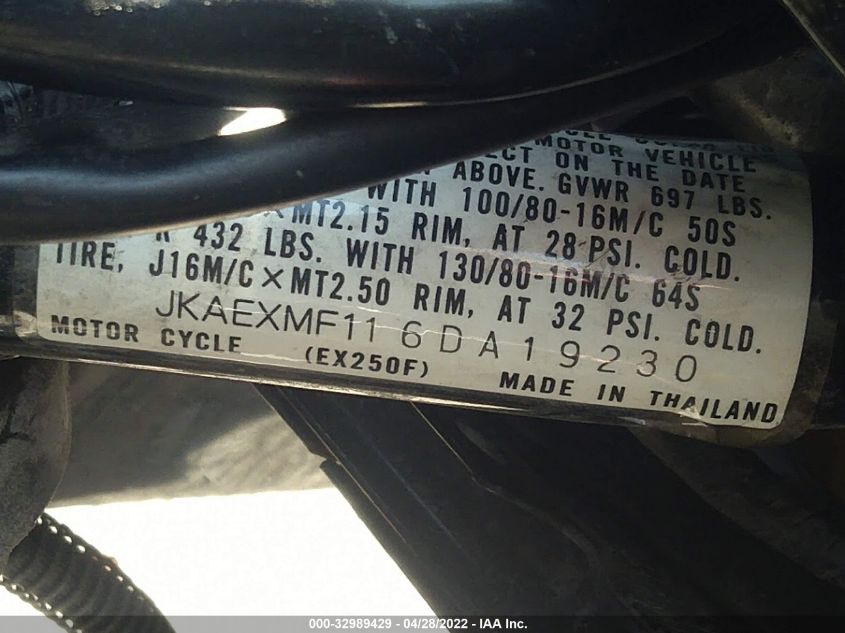 MOTOR VEHICLE
ECT ON THE DATE
ABOVE. GVWR 697 LBS.
WITH 100/80-16M/C 50S
MT2.15 RIM, AT 28 PSI. COLD.
R 432 LBS. WITH 130/80-16M/C 64S
TIRE, J16M/C×MT2.50 RIM, AT 32 PSI. COLD.
JKAEXMF116DA19230
MOTOR CYCLE (EX250F) MADE IN THAILAND
000-32989429 - 04/28/2022 - IAA Inc.